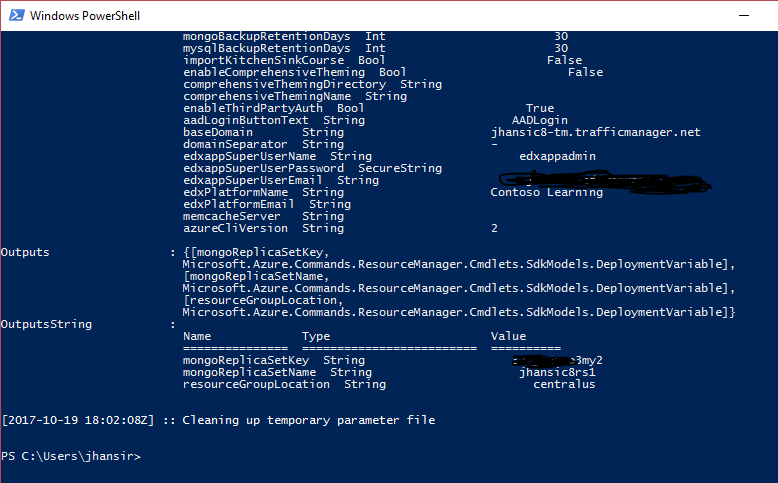 Windows PowerShell
mongoBackupRetentionDays Int 30
mysqlBackupRetentionDays Int 30
importKitchenSinkCourse Bool False
enableComprehensiveTheming Bool False
comprehensiveThemingDirectory String
comprehensiveThemingName String
enableThirdPartyAuth Bool True
aadLoginButtonText String AADLogin
baseDomain String jhansic8-tm.trafficmanager.net
domainSeparator String -
edxappSuperUserName String edxappadmin
edxappSuperUserPassword SecureString
edxappSuperUserEmail String
edxPlatformName String Contoso Learning
edxPlatformEmail String
memcacheServer String
azureCliVersion String 2
Outputs : {[mongoReplicaSetKey,
Microsoft.Azure.Commands.ResourceManager.Cmdlets.SdkModels.DeploymentVariable],
[mongoReplicaSetName,
Microsoft.Azure.Commands.ResourceManager.Cmdlets.SdkModels.DeploymentVariable],
[resourceGroupLocation,
Microsoft.Azure.Commands.ResourceManager.Cmdlets.SdkModels.DeploymentVariable]}
OutputsString :
Name Type Value
=============== ========================= ==========
mongoReplicaSetKey String 3my2
mongoReplicaSetName String jhansic8rs1
resourceGroupLocation String centralus
[2017-10-19 18:02:08Z] :: Cleaning up temporary parameter file
PS C:\Users\jhansir>